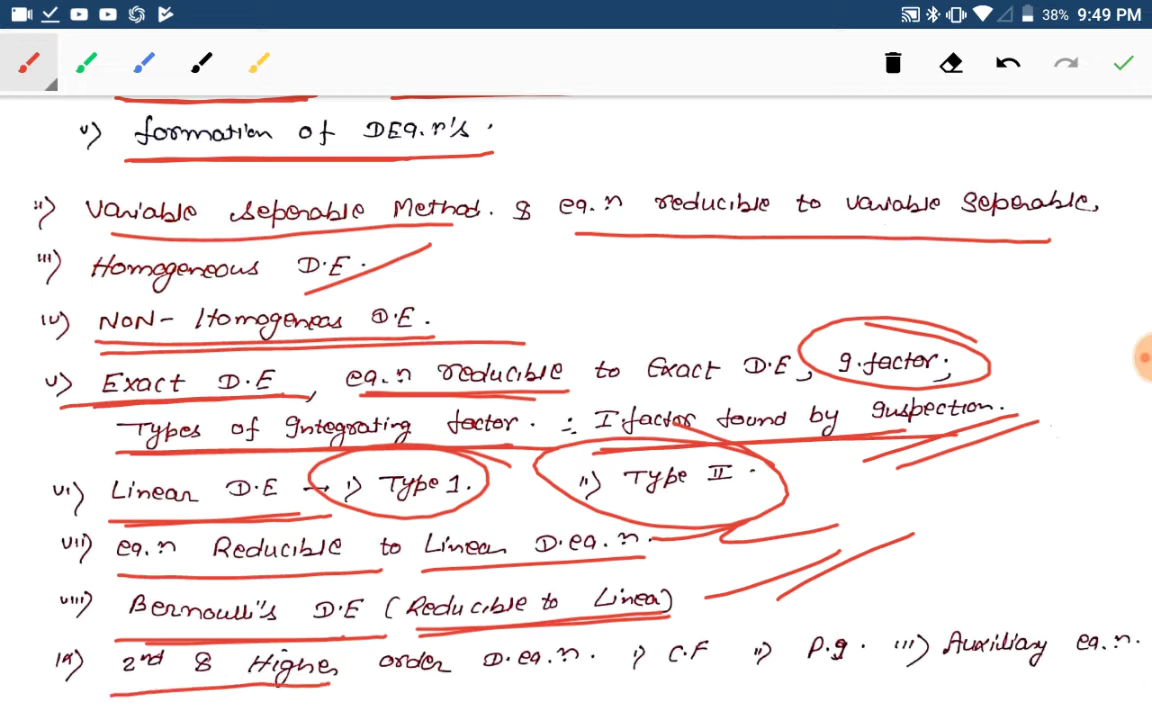 38% 9:49 PM
v) formation of DEq.n's.
ii) Variable Seperable Method. & eq.n reducible to variable Seperable,
iii) Homogeneous D.E.
iv) NON-Homogeneous D.E.
v) Exact D.E, eq.n reducible to Exact D.E, I.factor;
Types of Integrating factor. :- I.factor found by Inspection.
vi) Linear D.E → i) Type 1. ii) Type II.
vii) eq.n Reducible to Linear D.eq.n.
viii) Bernoulli's D.E (Reducible to Linear)
ix) 2nd & Higher order D.eq.n. i) C.F ii) P.I. iii) Auxiliary eq.n.